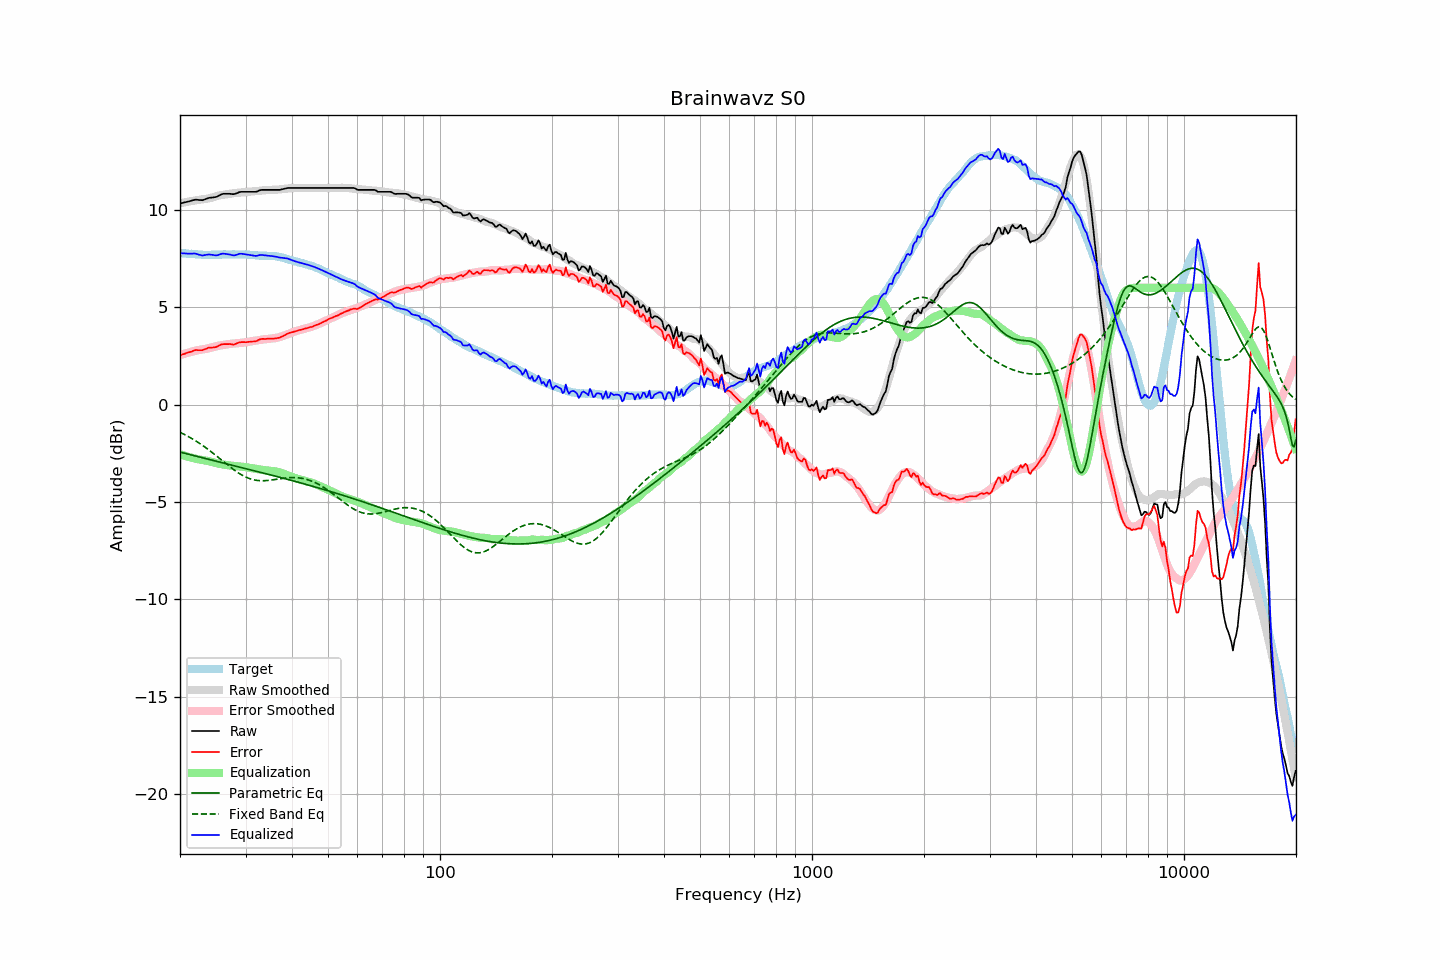 Brainwavz S0
Amplitude (dBr)
10
5
0
−5
−10
−15
−20
Target
Raw Smoothed
Error Smoothed
Raw
Error
Equalization
Parametric Eq
Fixed Band Eq
Equalized
100
1000
10000
Frequency (Hz)